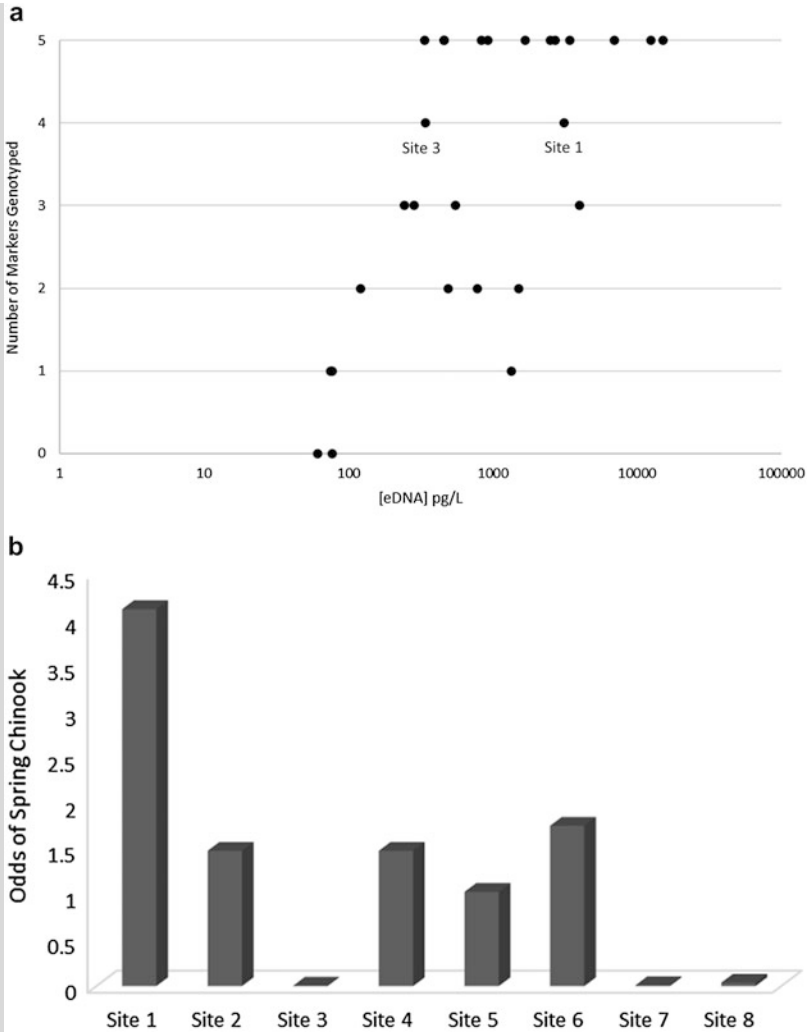 a
Number of Markers Genotyped
5
4
3
2
1
0
Site 3
Site 1
1
10
100
1000
10000
100000
[eDNA] pg/L
b
Odds of Spring Chinook
4.5
4
3.5
3
2.5
2
1.5
1
0.5
0
Site 1
Site 2
Site 3
Site 4
Site 5
Site 6
Site 7
Site 8